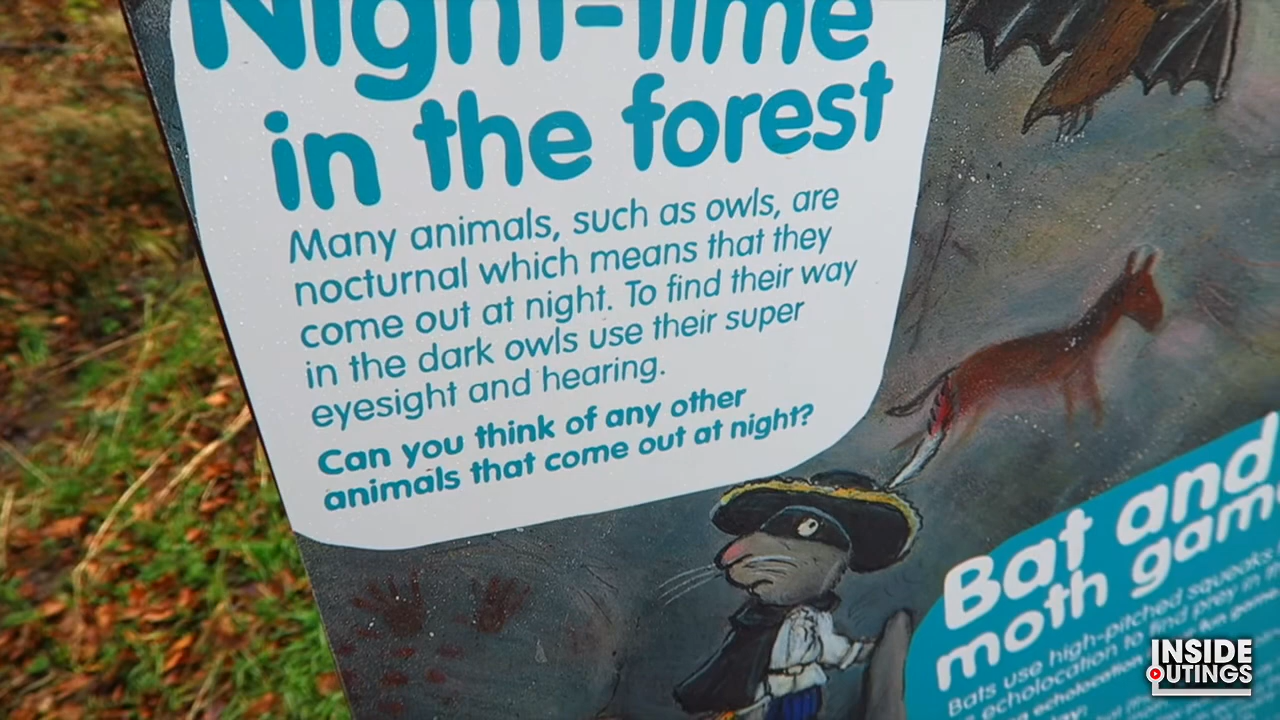 Night-time
in the forest
Many animals, such as owls, are
nocturnal which means that they
come out at night. To find their way
in the dark owls use their super
eyesight and hearing.
Can you think of any other
animals that come out at night?
Bat and
moth gam
Bats use high-pitched squeaks
echolocation to find prey in
echolocation
fun game
INSIDE
OUTINGS